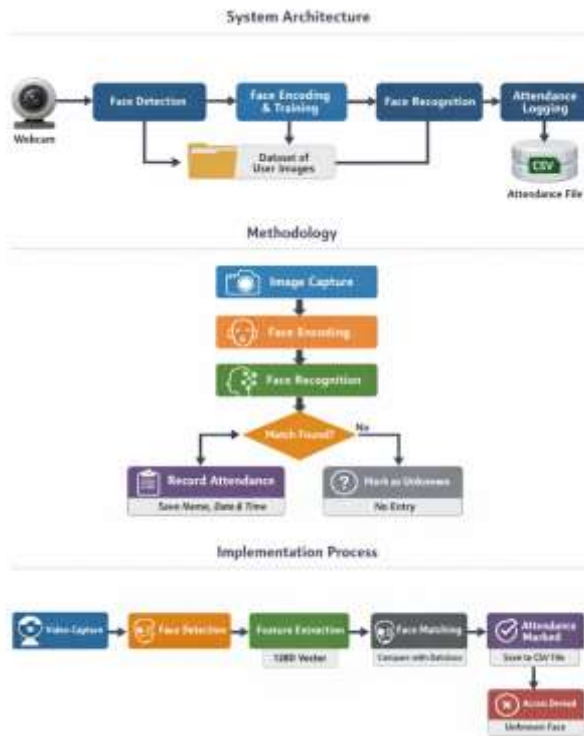 System Architecture
Face Detection
Face Encoding
& Training
Face Recognition
Attendance
Logging
Webcam
Dataset of
User Images
CSV
Attendance File
Methodology
Image Capture
Face Encoding
Face Recognition
Match Found?
No
Record Attendance
Save Name, Date & Time
?
Mark as Unknown
No Entry
Implementation Process
Video Capture
Face Detection
Feature Extraction
128D Vector
Face Matching
Compare with Database
Attendance
Marked
Save to CSV File
Denied
Unknown Face